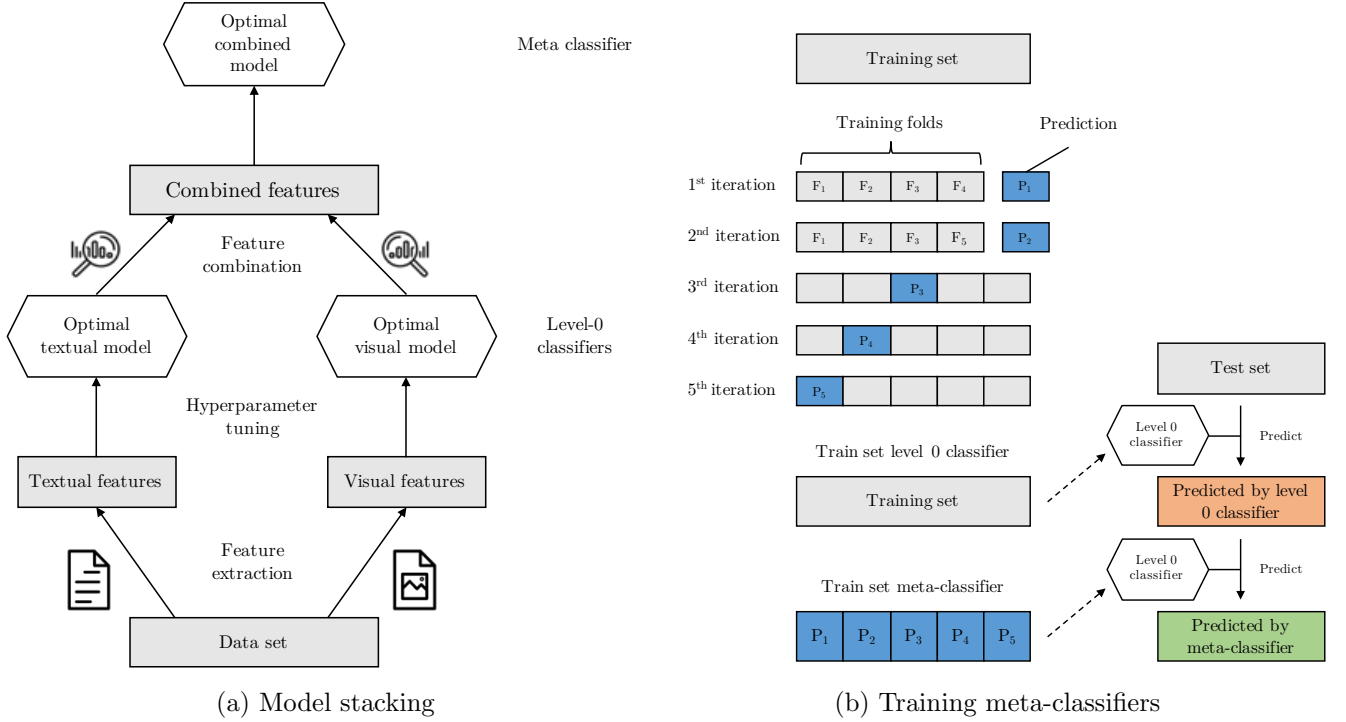 Optimal
combined
model
Meta classifier
Combined features
Feature
combination
Optimal
textual model
Optimal
visual model
Level-0
classifiers
Hyperparameter
tuning
Textual features
Visual features
Feature
extraction
Data set
(a) Model stacking
Training set
Training folds
Prediction
1st iteration
F1 F2 F3 F4 P1
2nd iteration
F1 F2 F3 F5 P2
3rd iteration
P3
4th iteration
P4
5th iteration
P5
Train set level 0 classifier
Training set
Train set meta-classifier
P1 P2 P3 P4 P5
Test set
Level 0
classifier
Predict
Predicted by level
0 classifier
Level 0
classifier
Predict
Predicted by
meta-classifier
(b) Training meta-classifiers